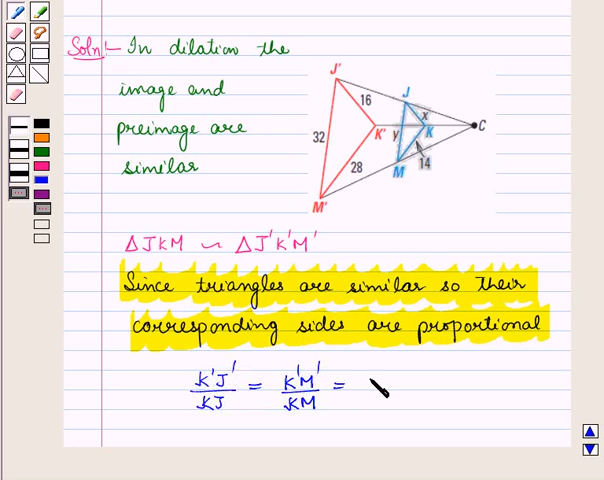 Soln:- In dilation the
image and
preimage are
similar
J'
16
J
x
C
32
K'
y
K
M
14
28
M'
ΔJKM ∽ ΔJ'K'M'
Since triangles are similar so their
corresponding sides are proportional
K'J'/KJ = K'M'/KM =